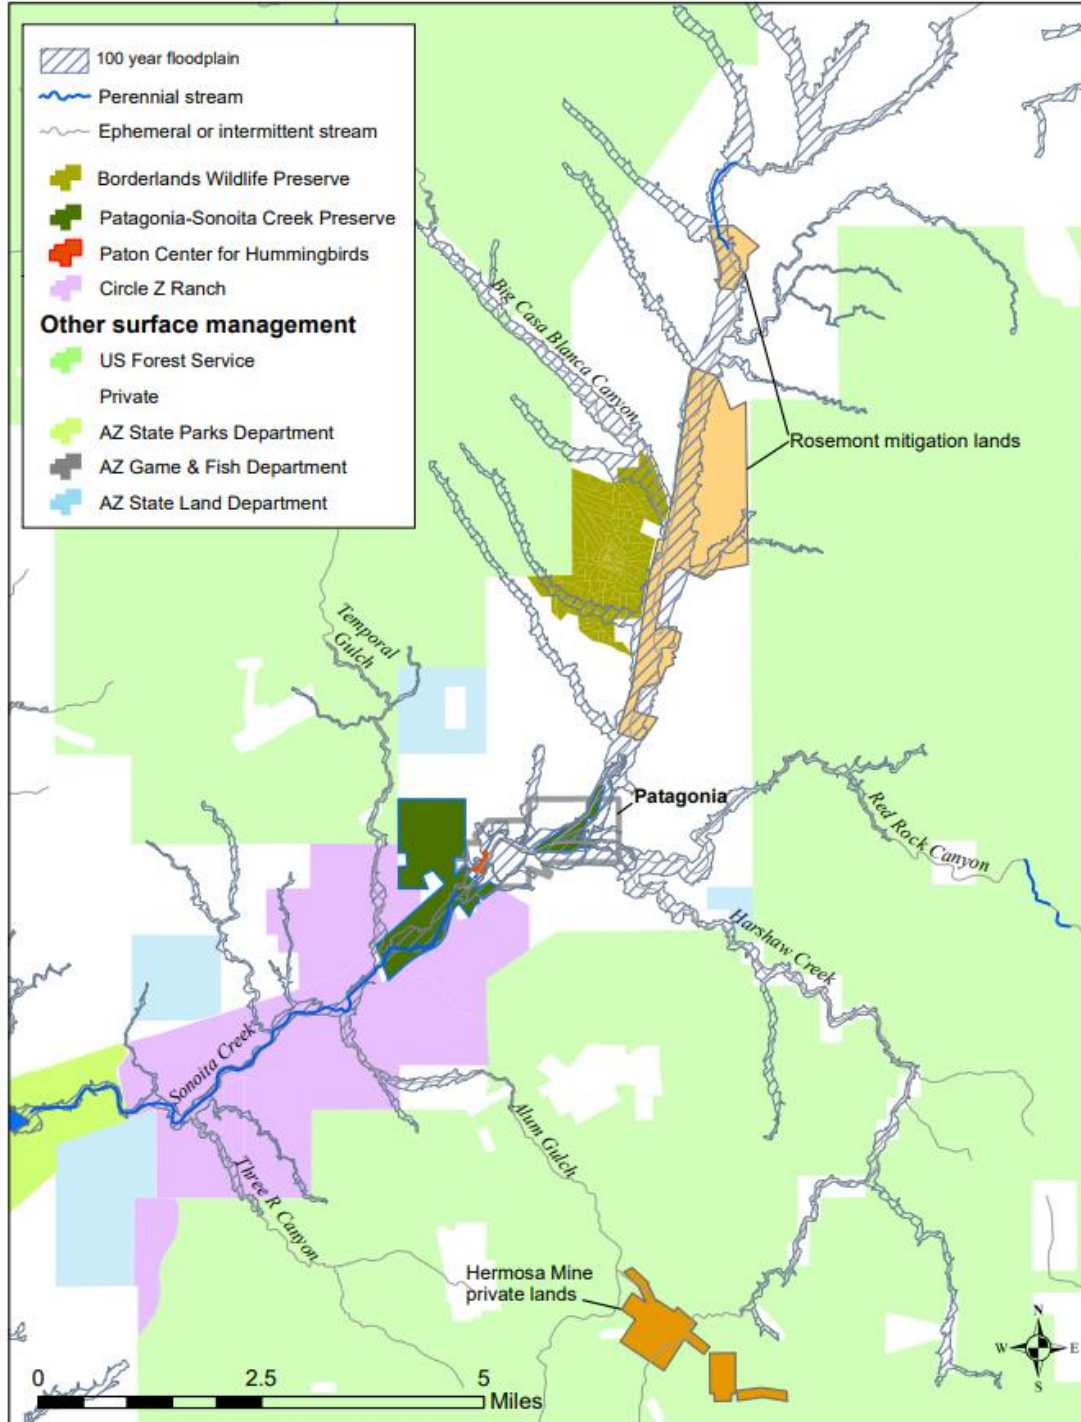 100 year floodplain
Perennial stream
Ephemeral or intermittent stream
Borderlands Wildlife Preserve
Patagonia-Sonoita Creek Preserve
Paton Center for Hummingbirds
Circle Z Ranch
Other surface management
US Forest Service
Private
AZ State Parks Department
AZ Game & Fish Department
AZ State Land Department
Big Casa Blanca Canyon
Rosemont mitigation lands
Temporal
Gulch
Patagonia
Red Rock Canyon
Harshaw Creek
Sonoita Creek
Alum Gulch
Three R Canyon
Hermosa Mine
private lands
N
W E
S
0 2.5 5
Miles